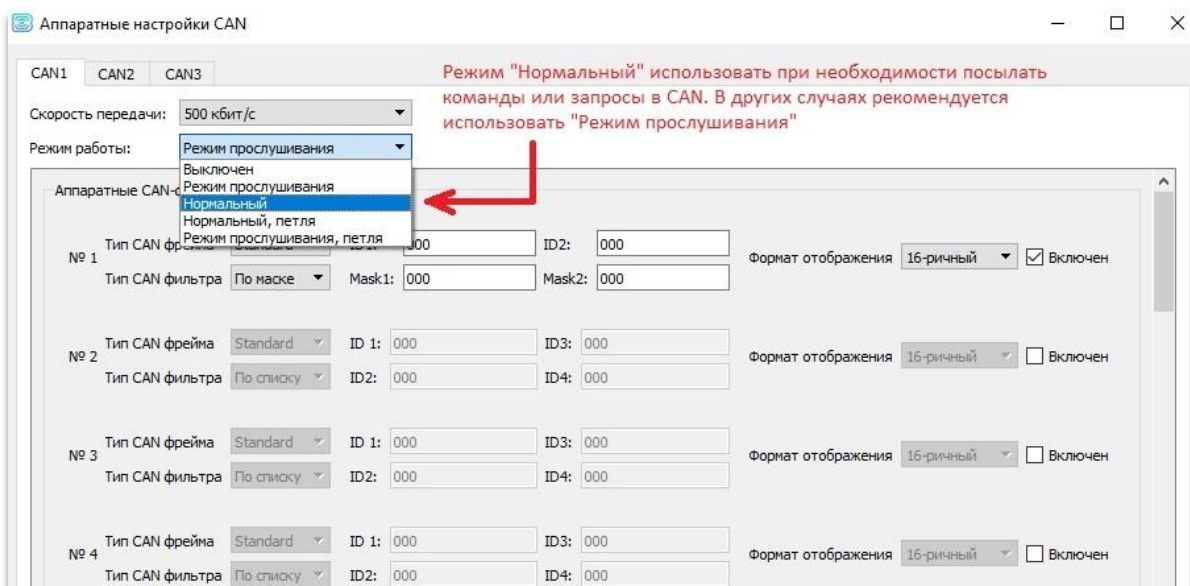 Аппаратные настройки CAN
CAN1 CAN2 CAN3
Режим "Нормальный" использовать при необходимости посылать
команды или запросы в CAN. В других случаях рекомендуется
использовать "Режим прослушивания"
Скорость передачи: 500 кбит/с
Режим работы: Режим прослушивания
Выключен
Режим прослушивания
Нормальный
Нормальный, петля
Режим прослушивания, петля
Аппаратные CAN-
№ 1
Тип CAN 000 ID2: 000
Тип CAN фильтра По маске Mask1: 000 Mask2: 000
Формат отображения 16-ричный Включен
№ 2
Тип CAN фрейма Standard ID 1: 000 ID3: 000
Тип CAN фильтра По списку ID2: 000 ID4: 000
Формат отображения 16-ричный Включен
№ 3
Тип CAN фрейма Standard ID 1: 000 ID3: 000
Тип CAN фильтра По списку ID2: 000 ID4: 000
Формат отображения 16-ричный Включен
№ 4
Тип CAN фрейма Standard ID 1: 000 ID3: 000
Тип CAN фильтра По списку ID2: 000 ID4: 000
Формат отображения 16-ричный Включен